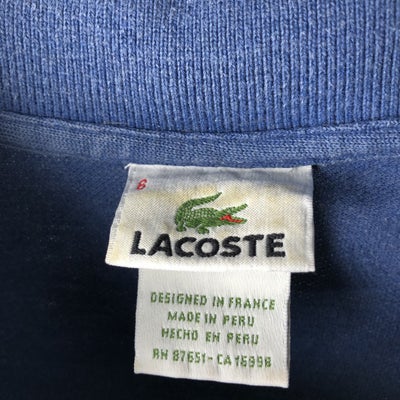 6
LACOSTE
DESIGNED IN FRANCE
MADE IN PERU
HECHO EN PERU
RN 87651 - CA 15998